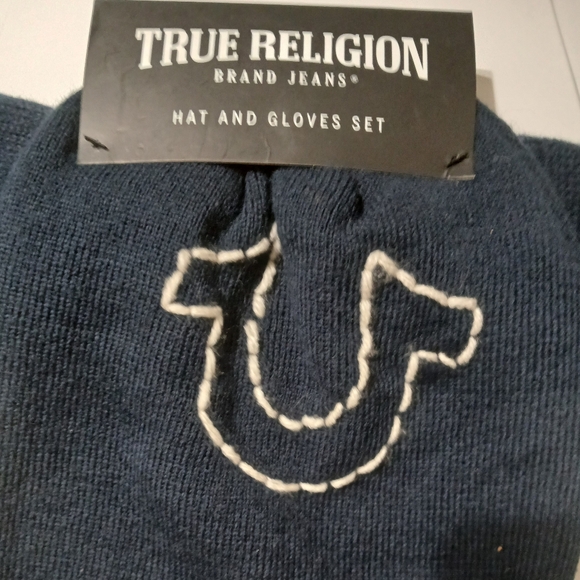 TRUE RELIGION
BRAND JEANS®
HAT AND GLOVES SET